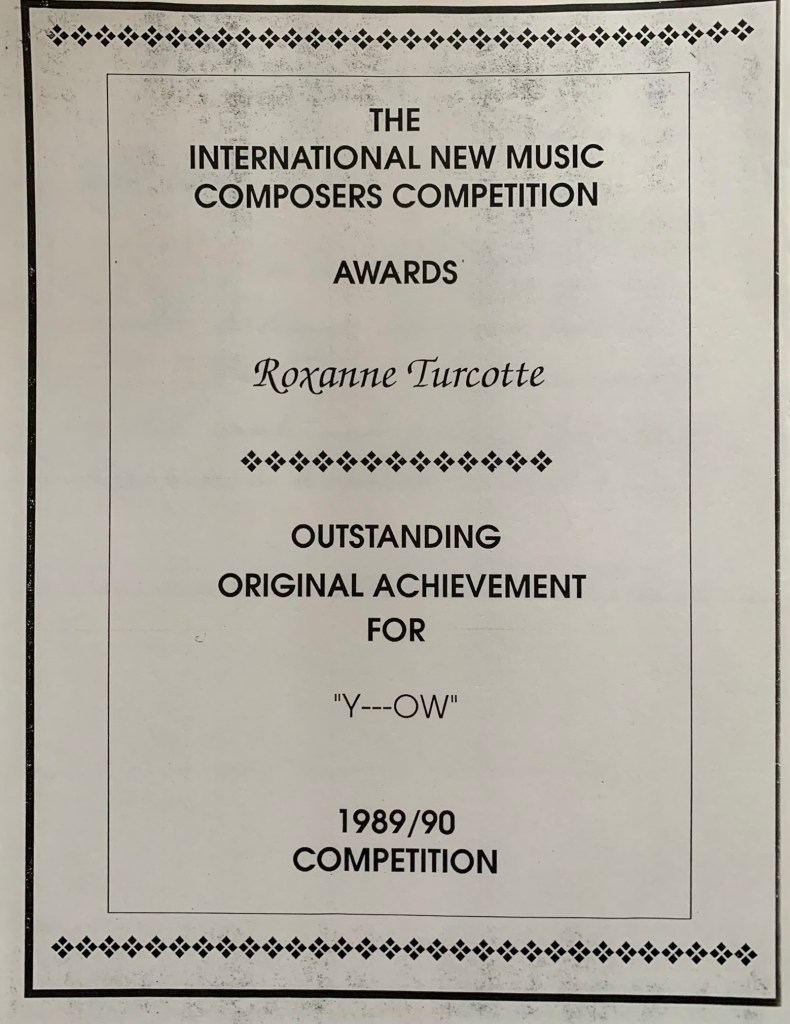 THE
INTERNATIONAL NEW MUSIC
COMPOSERS COMPETITION
AWARDS
Roxanne Turcotte
OUTSTANDING
ORIGINAL ACHIEVEMENT
FOR
"Y---OW"
1989/90
COMPETITION